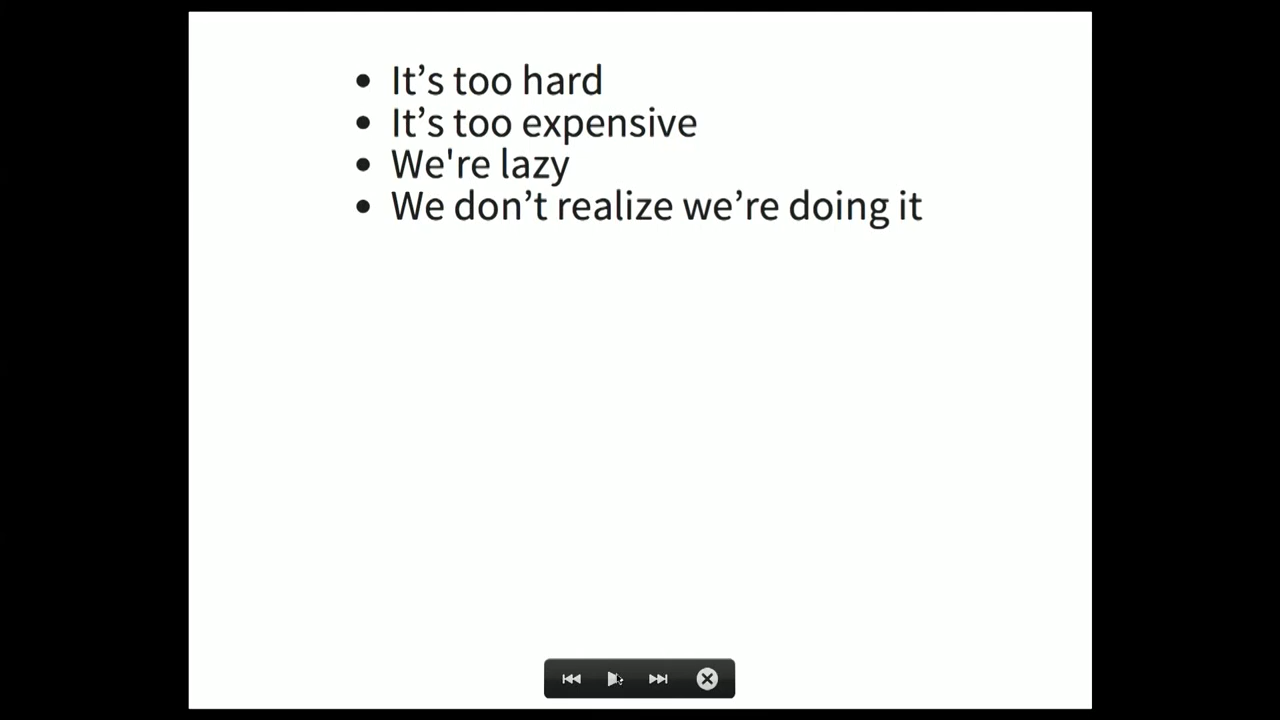 • It’s too hard
• It’s too expensive
• We're lazy
• We don’t realize we’re doing it